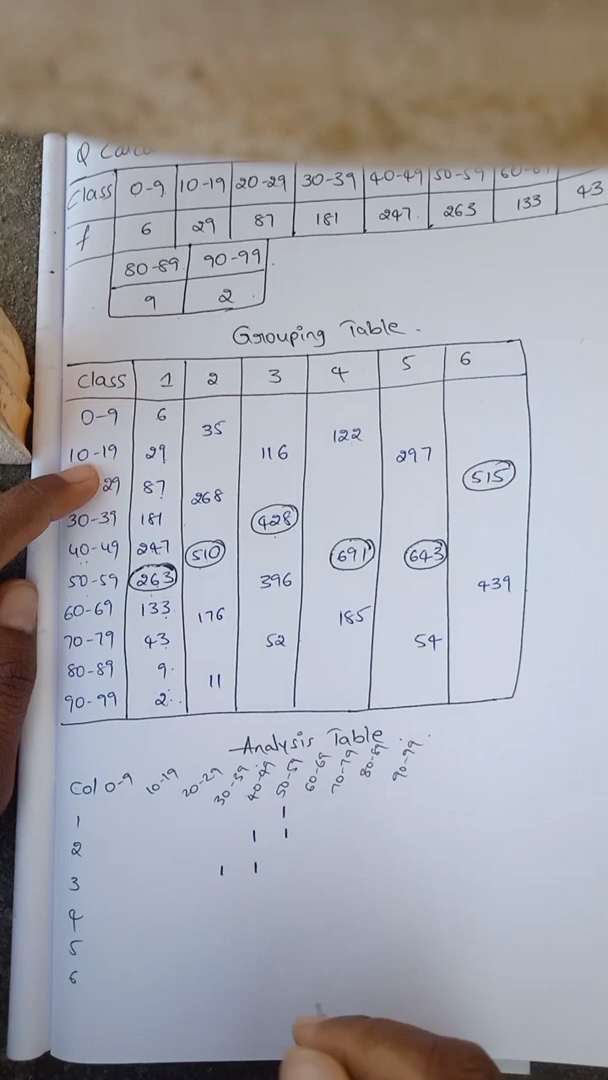 Q
Class 0-9 10-19 20-29 30-39 40-49 50-59
f 6 29 87 181 247 263 133 43
80-89 90-99
9 2
Grouping Table.
Class 1 2 3 4 5 6
0-9 6
35 122
10-19 29 116 297
515
29 87
268
30-39 181 428
40-49 247 510 691 643
50-59 263 396 439
60-69 133 176 185
70-79 43 52 54
80-89 9
11
90-99 2
Analysis Table
Col 0-9 10-19 20-29 30-39 40-49 50-59 60-69 70-79 80-89 90-99
1 I
2 I I
3 I I
4
5
6